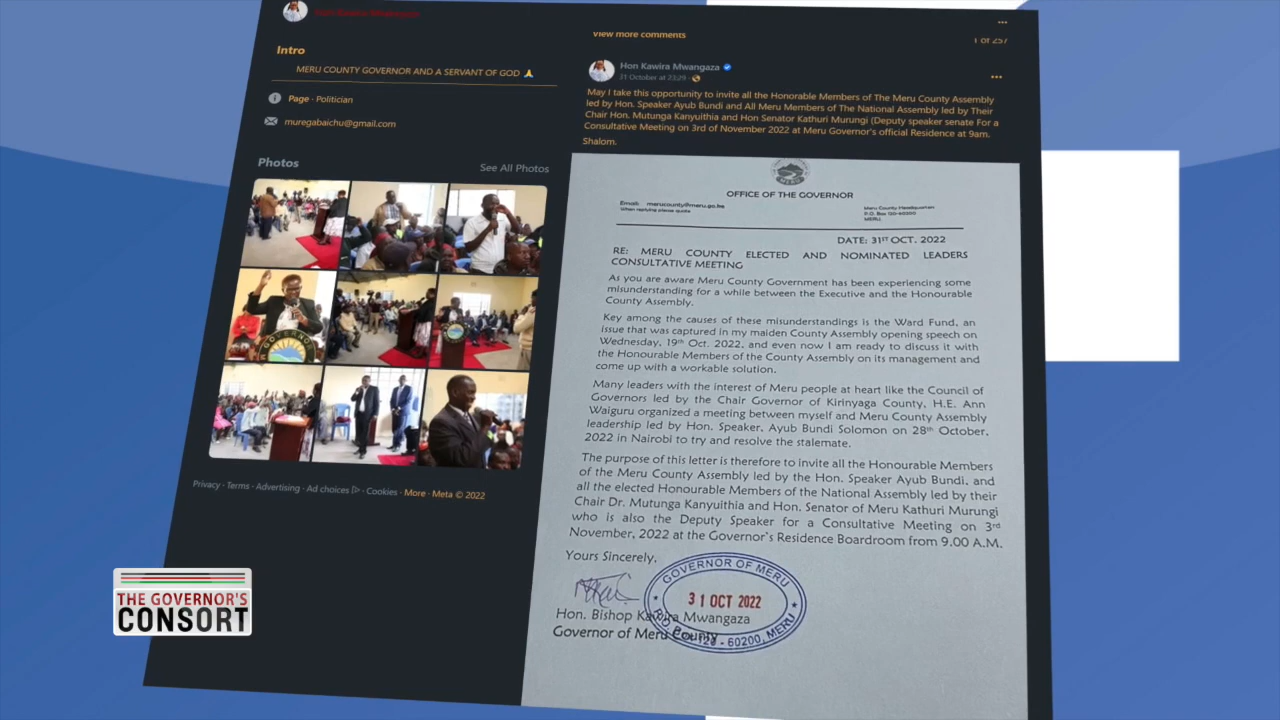 View more comments
Intro
MERU COUNTY GOVERNOR AND A SERVANT OF GOD 🙏
Page · Politician
muregabaichu@gmail.com
Photos
See All Photos
GOVERNOR
Privacy · Terms · Advertising · Ad choices · Cookies · More · Meta © 2022
1 of 257
Hon Kawira Mwangaza
31 October at 23:29 ·
May I take this opportunity to invite all the Honorable Members of The Meru County Assembly
led by Hon. Speaker Ayub Bundi and All Meru Members of The National Assembly led by Their
Chair Hon. Mutunga Kanyuithia and Hon Senator Kathuri Murungi (Deputy speaker senate For a
Consultative Meeting on 3rd of November 2022 at Meru Governor's official Residence at 9am.
Shalom.
MERU
OFFICE OF THE GOVERNOR
Email: merucounty@meru.go.ke
When replying please quote
Meru County Headquarters
P.O. Box 120-60200
MERU
DATE: 31ST OCT. 2022
RE: MERU COUNTY ELECTED AND NOMINATED LEADERS
CONSULTATIVE MEETING
As you are aware Meru County Government has been experiencing some
misunderstanding for a while between the Executive and the Honourable
County Assembly.
Key among the causes of these misunderstandings is the Ward Fund, an
issue that was captured in my maiden County Assembly opening speech on
Wednesday, 19th Oct. 2022, and even now I am ready to discuss it with
the Honourable Members of the County Assembly on its management and
come up with a workable solution.
Many leaders with the interest of Meru people at heart like the Council of
Governors led by the Chair Governor of Kirinyaga County, H.E. Ann
Waiguru organized a meeting between myself and Meru County Assembly
leadership led by Hon. Speaker, Ayub Bundi Solomon on 28th October,
2022 in Nairobi to try and resolve the stalemate.
The purpose of this letter is therefore to invite all the Honourable Members
of the Meru County Assembly led by the Hon. Speaker Ayub Bundi, and
all the elected Honourable Members of the National Assembly led by their
Chair Dr. Mutunga Kanyuithia and Hon. Senator of Meru Kathuri Murungi
who is also the Deputy Speaker for a Consultative Meeting on 3rd
November, 2022 at the Governor's Residence Boardroom from 9.00 A.M.
Yours Sincerely,
GOVERNOR OF MERU
31 OCT 2022
P.O. Box 120 - 60200, MERU
Hon. Bishop Kawira Mwangaza
Governor of Meru County
THE GOVERNOR'S
CONSORT